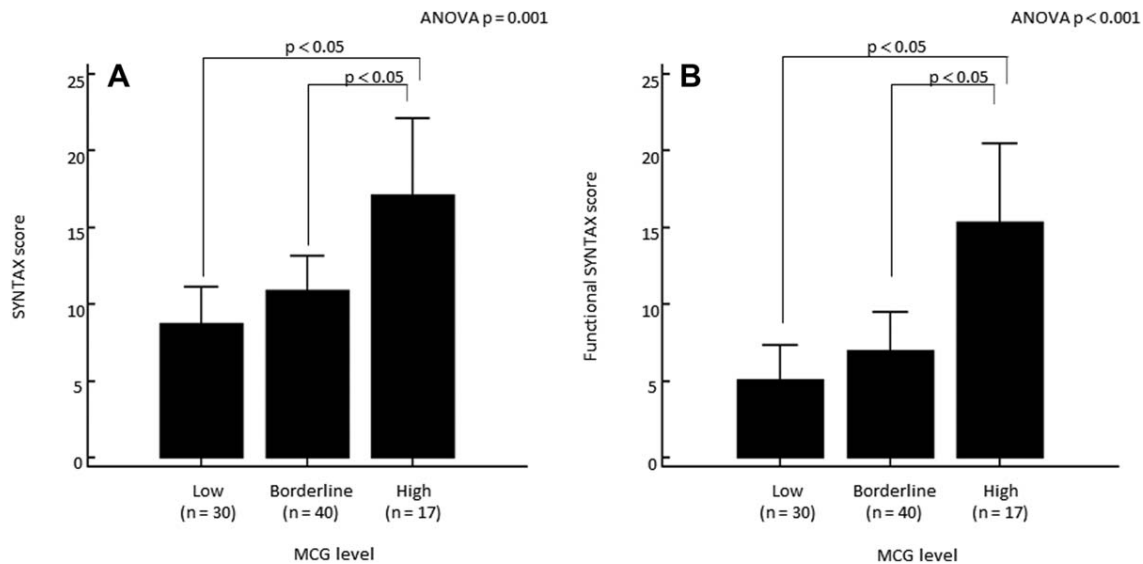 ANOVA p = 0.001
p < 0.05
p < 0.05
A
25
20
15
10
5
0
SYNTAX score
Low
(n = 30)
Borderline
(n = 40)
High
(n = 17)
MCG level
ANOVA p < 0.001
p < 0.05
p < 0.05
B
25
20
15
10
5
0
Functional SYNTAX score
Low
(n = 30)
Borderline
(n = 40)
High
(n = 17)
MCG level